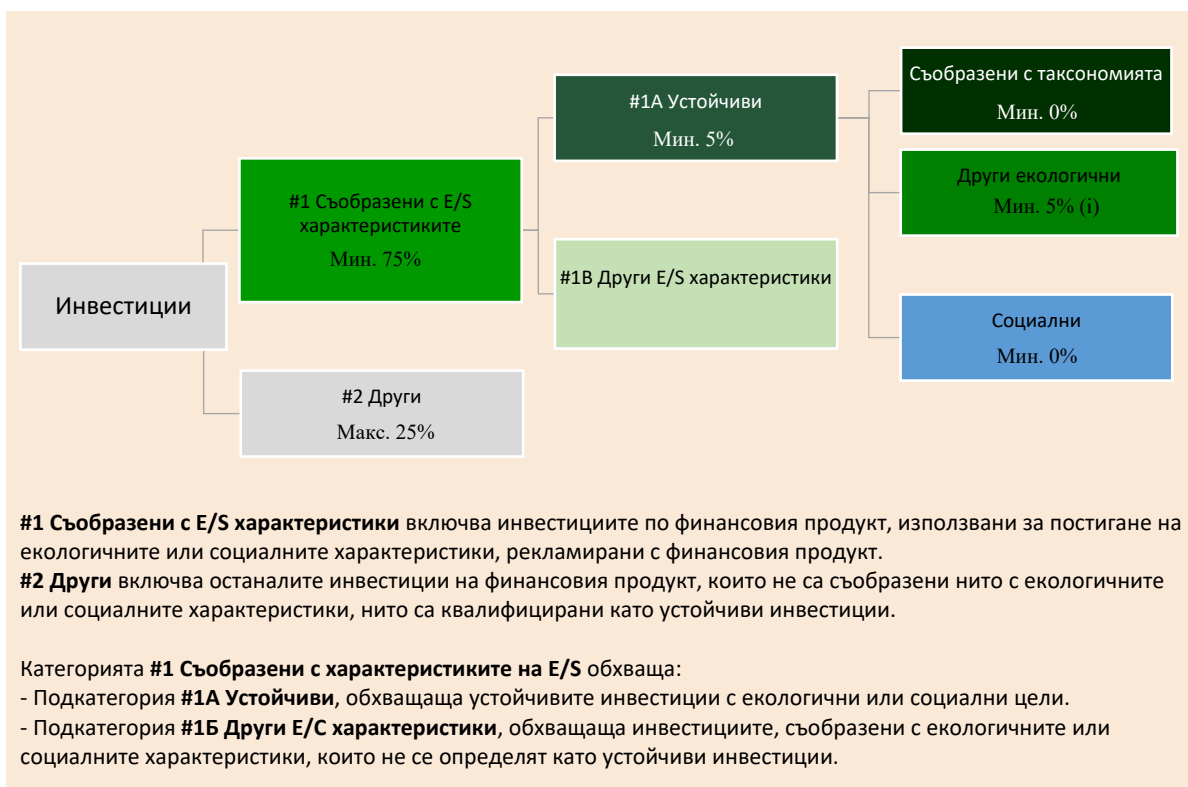 Инвестиции
#1 Съобразени с E/S
характеристиките
Мин. 75%
#2 Други
Макс. 25%
#1А Устойчиви
Мин. 5%
#1В Други E/S характеристики
Съобразени с таксономията
Мин. 0%
Други екологични
Мин. 5% (i)
Социални
Мин. 0%
#1 Съобразени с E/S характеристики включва инвестициите по финансовия продукт, използвани за постигане на
екологичните или социалните характеристики, рекламирани с финансовия продукт.
#2 Други включва останалите инвестиции на финансовия продукт, които не са съобразени нито с екологичните
или социалните характеристики, нито са квалифицирани като устойчиви инвестиции.
Категорията #1 Съобразени с характеристиките на E/S обхваща:
- Подкатегория #1А Устойчиви, обхващаща устойчивите инвестиции с екологични или социални цели.
- Подкатегория #1Б Други Е/С характеристики, обхващаща инвестициите, съобразени с екологичните или
социалните характеристики, които не се определят като устойчиви инвестиции.